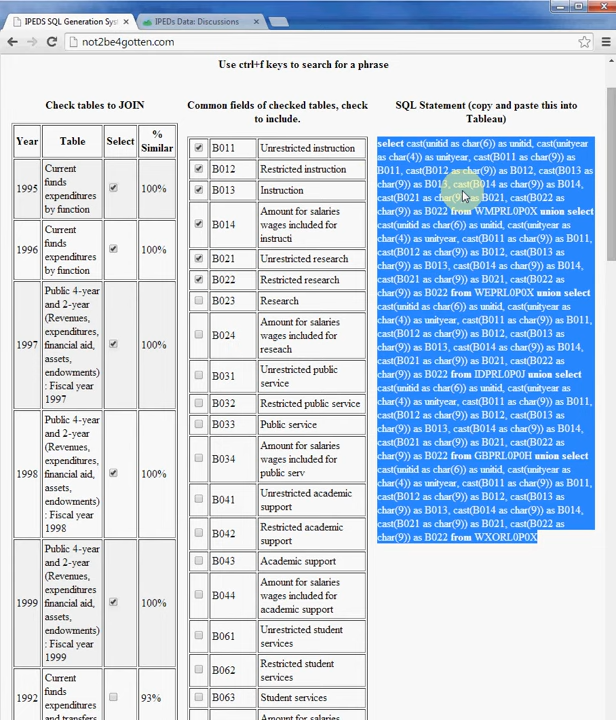 IPEDS SQL Generation Sys
IPEDS Data: Discussions
not2be4gotten.com
Use ctrl+f keys to search for a phrase
Check tables to JOIN
Year Table Select % Similar
1995 Current funds expenditures by function 100%
1996 Current funds expenditures by function 100%
1997 Public 4-year and 2-year (Revenues, expenditures, financial aid, assets, endowments) : Fiscal year 1997 100%
1998 Public 4-year and 2-year (Revenues, expenditures, financial aid, assets, endowments) : Fiscal year 1998 100%
1999 Public 4-year and 2-year (Revenues, expenditures financial aid, assets, endowments) : Fiscal year 1999 100%
1992 Current funds expenditures and transfers 93%
Common fields of checked tables, check
to include.
B011 Unrestricted instruction
B012 Restricted instruction
B013 Instruction
B014 Amount for salaries wages included for instructi
B021 Unrestricted research
B022 Restricted research
B023 Research
B024 Amount for salaries wages included for reseach
B031 Unrestricted public service
B032 Restricted public service
B033 Public service
B034 Amount for salaries wages included for public serv
B041 Unrestricted academic support
B042 Restricted academic support
B043 Academic support
B044 Amount for salaries wages included for academic support
B061 Unrestricted student services
B062 Restricted student services
B063 Student services
Amount for salaries
SQL Statement (copy and paste this into
Tableau)
select cast(unitid as char(6)) as unitid, cast(unityear
as char(4)) as unityear, cast(B011 as char(9)) as
B011, cast(B012 as char(9)) as B012, cast(B013 as
char(9)) as B013, cast(B014 as char(9)) as B014,
cast(B021 as char(9)) as B021, cast(B022 as
char(9)) as B022 from WMPRL0P0X union select
cast(unitid as char(6)) as unitid, cast(unityear as
char(4)) as unityear, cast(B011 as char(9)) as B011,
cast(B012 as char(9)) as B012, cast(B013 as
char(9)) as B013, cast(B014 as char(9)) as B014,
cast(B021 as char(9)) as B021, cast(B022 as
char(9)) as B022 from WEPRL0P0X union select
cast(unitid as char(6)) as unitid, cast(unityear as
char(4)) as unityear, cast(B011 as char(9)) as B011,
cast(B012 as char(9)) as B012, cast(B013 as
char(9)) as B013, cast(B014 as char(9)) as B014,
cast(B021 as char(9)) as B021, cast(B022 as
char(9)) as B022 from IDPRL0P0J union select
cast(unitid as char(6)) as unitid, cast(unityear as
char(4)) as unityear, cast(B011 as char(9)) as B011,
cast(B012 as char(9)) as B012, cast(B013 as
char(9)) as B013, cast(B014 as char(9)) as B014,
cast(B021 as char(9)) as B021, cast(B022 as
char(9)) as B022 from GBPRL0P0H union select
cast(unitid as char(6)) as unitid, cast(unityear as
char(4)) as unityear, cast(B011 as char(9)) as B011,
cast(B012 as char(9)) as B012, cast(B013 as
char(9)) as B013, cast(B014 as char(9)) as B014,
cast(B021 as char(9)) as B021, cast(B022 as
char(9)) as B022 from WXORL0P0X